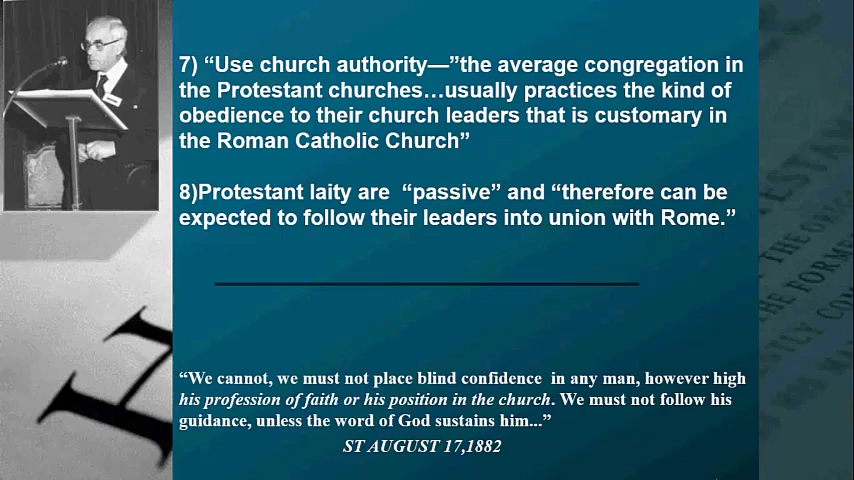 7) “Use church authority—”the average congregation in
the Protestant churches…usually practices the kind of
obedience to their church leaders that is customary in
the Roman Catholic Church”
8)Protestant laity are “passive” and “therefore can be
expected to follow their leaders into union with Rome.”
“We cannot, we must not place blind confidence in any man, however high
his profession of faith or his position in the church. We must not follow his
guidance, unless the word of God sustains him...”
ST AUGUST 17,1882
THE ORIGI
THE FORMER